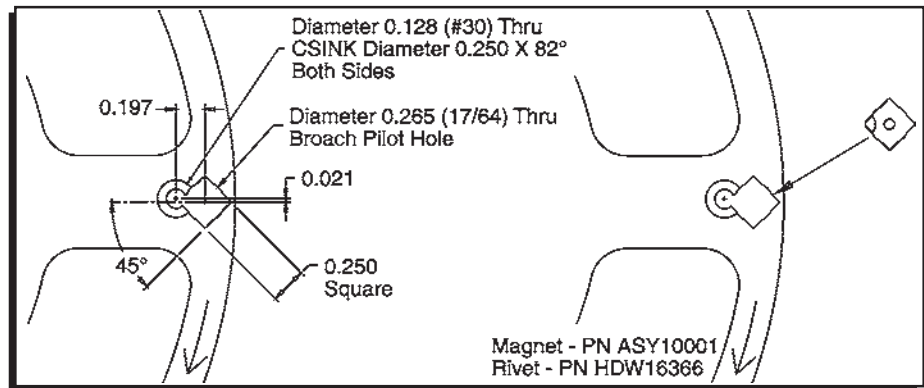 Diameter 0.128 (#30) Thru
CSINK Diameter 0.250 X 82°
Both Sides
0.197
Diameter 0.265 (17/64) Thru
Broach Pilot Hole
0.021
45°
0.250
Square
Magnet - PN ASY10001
Rivet - PN HDW16366